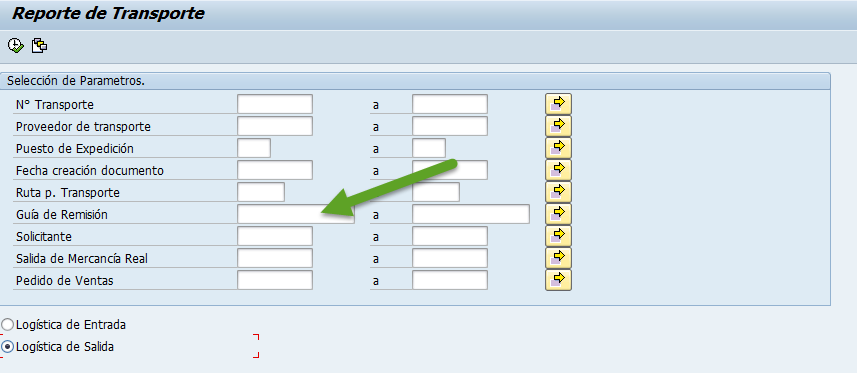 Reporte de Transporte
Selección de Parametros.
N° Transporte a
Proveedor de transporte a
Puesto de Expedición a
Fecha creación documento a
Ruta p. Transporte a
Guía de Remisión a
Solicitante a
Salida de Mercancía Real a
Pedido de Ventas a
Logística de Entrada
Logística de Salida